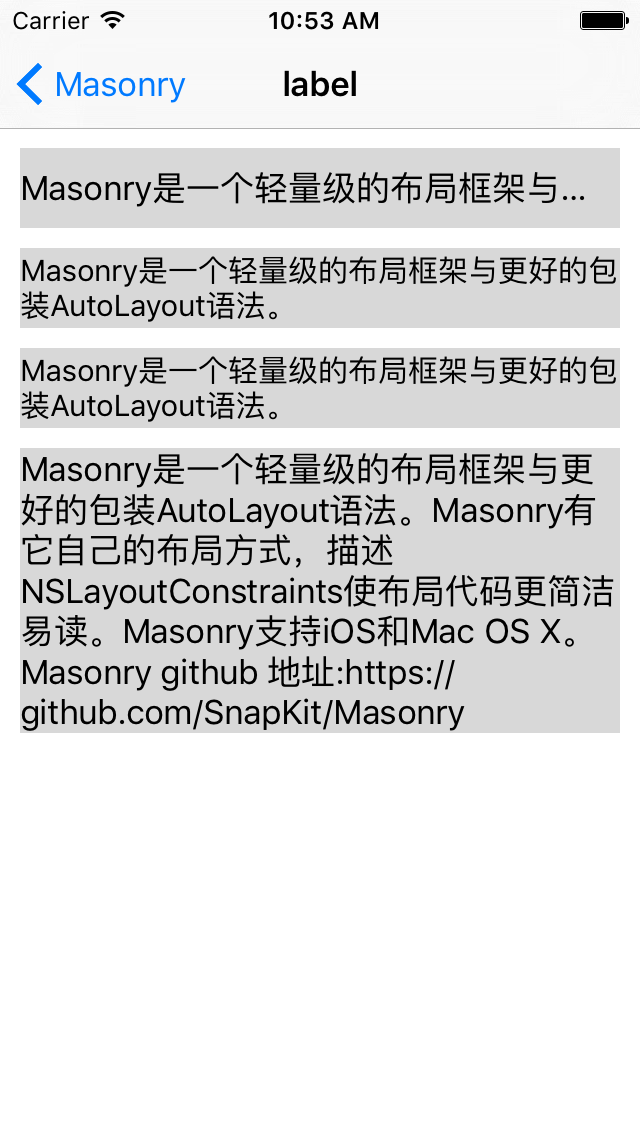 Carrier 10:53 AM
Masonry label
Masonry是一个轻量级的布局框架与...
Masonry是一个轻量级的布局框架与更好的包
装AutoLayout语法。
Masonry是一个轻量级的布局框架与更好的包
装AutoLayout语法。
Masonry是一个轻量级的布局框架与更
好的包装AutoLayout语法。Masonry有
它自己的布局方式，描述
NSLayoutConstraints使布局代码更简洁
易读。Masonry支持iOS和Mac OS X。
Masonry github 地址:https://
github.com/SnapKit/Masonry